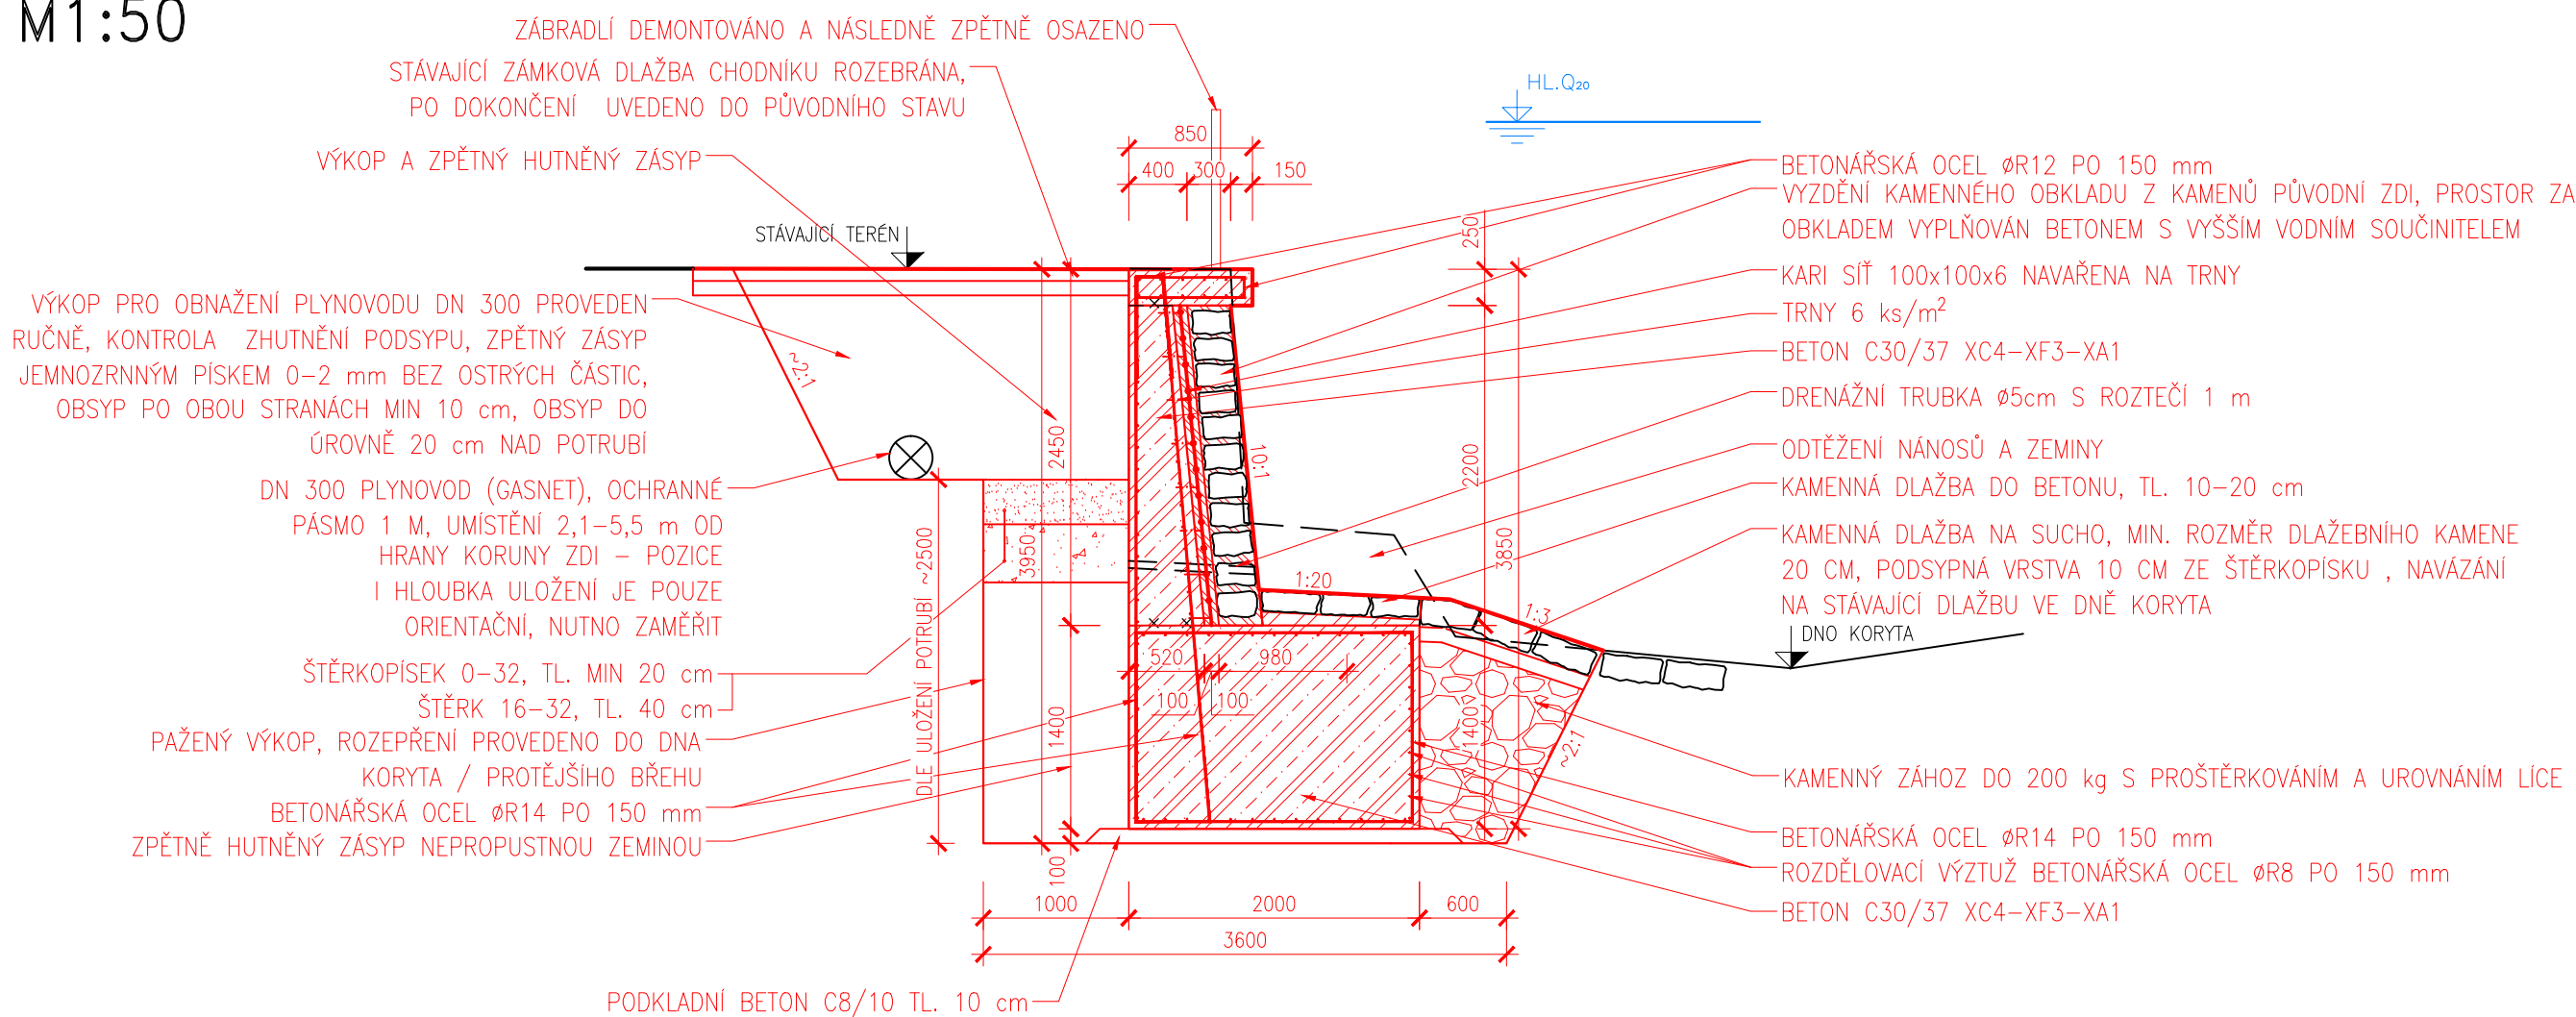 M1:50
ZÁBRADLÍ DEMONTOVÁNO A NÁSLEDNĚ ZPĚTNĚ OSAZENO
STÁVAJÍCÍ ZÁMKOVÁ DLAŽBA CHODNÍKU ROZEBRÁNA,
PO DOKONČENÍ UVEDENO DO PŮVODNÍHO STAVU
VÝKOP A ZPĚTNÝ HUTNĚNÝ ZÁSYP
STÁVAJÍCÍ TERÉN
VÝKOP PRO OBNAŽENÍ PLYNOVODU DN 300 PROVEDEN
RUČNĚ, KONTROLA ZHUTNĚNÍ PODSYPU, ZPĚTNÝ ZÁSYP
JEMNOZRNNÝM PÍSKEM 0-2 mm BEZ OSTRÝCH ČÁSTIC,
OBSYP PO OBOU STRANÁCH MIN 10 cm, OBSYP DO
ÚROVNĚ 20 cm NAD POTRUBÍ
DN 300 PLYNOVOD (GASNET), OCHRANNÉ
PÁSMO 1 M, UMÍSTĚNÍ 2,1-5,5 m OD
HRANY KORUNY ZDI - POZICE
I HLOUBKA ULOŽENÍ JE POUZE
ORIENTAČNÍ, NUTNO ZAMĚŘIT
ŠTĚRKOPÍSEK 0-32, TL. MIN 20 cm
ŠTĚRK 16-32, TL. 40 cm
PAŽENÝ VÝKOP, ROZEPŘENÍ PROVEDENO DO DNA
KORYTA / PROTĚJŠÍHO BŘEHU
BETONÁŘSKÁ OCEL øR14 PO 150 mm
ZPĚTNĚ HUTNĚNÝ ZÁSYP NEPROPUSTNOU ZEMINOU
PODKLADNÍ BETON C8/10 TL. 10 cm
HL.Q20
850
400
300
150
250
~2:1
2450
10:1
2200
3950
3850
DLE ULOŽENÍ POTRUBÍ ~2500
1:20
1:3
DNO KORYTA
520
980
100
100
1400
1400
~2:1
100
1000
2000
600
3600
BETONÁŘSKÁ OCEL øR12 PO 150 mm
VYZDĚNÍ KAMENNÉHO OBKLADU Z KAMENŮ PŮVODNÍ ZDI, PROSTOR ZA
OBKLADEM VYPLŇOVÁN BETONEM S VYŠŠÍM VODNÍM SOUČINITELEM
KARI SÍŤ 100x100x6 NAVAŘENA NA TRNY
TRNY 6 ks/m²
BETON C30/37 XC4-XF3-XA1
DRENÁŽNÍ TRUBKA ø5cm S ROZTEČÍ 1 m
ODTĚŽENÍ NÁNOSŮ A ZEMINY
KAMENNÁ DLAŽBA DO BETONU, TL. 10-20 cm
KAMENNÁ DLAŽBA NA SUCHO, MIN. ROZMĚR DLAŽEBNÍHO KAMENE
20 CM, PODSYPNÁ VRSTVA 10 CM ZE ŠTĚRKOPÍSKU , NAVÁZÁNÍ
NA STÁVAJÍCÍ DLAŽBU VE DNĚ KORYTA
KAMENNÝ ZÁHOZ DO 200 kg S PROŠTĚRKOVÁNÍM A UROVNÁNÍM LÍCE
BETONÁŘSKÁ OCEL øR14 PO 150 mm
ROZDĚLOVACÍ VÝZTUŽ BETONÁŘSKÁ OCEL øR8 PO 150 mm
BETON C30/37 XC4-XF3-XA1